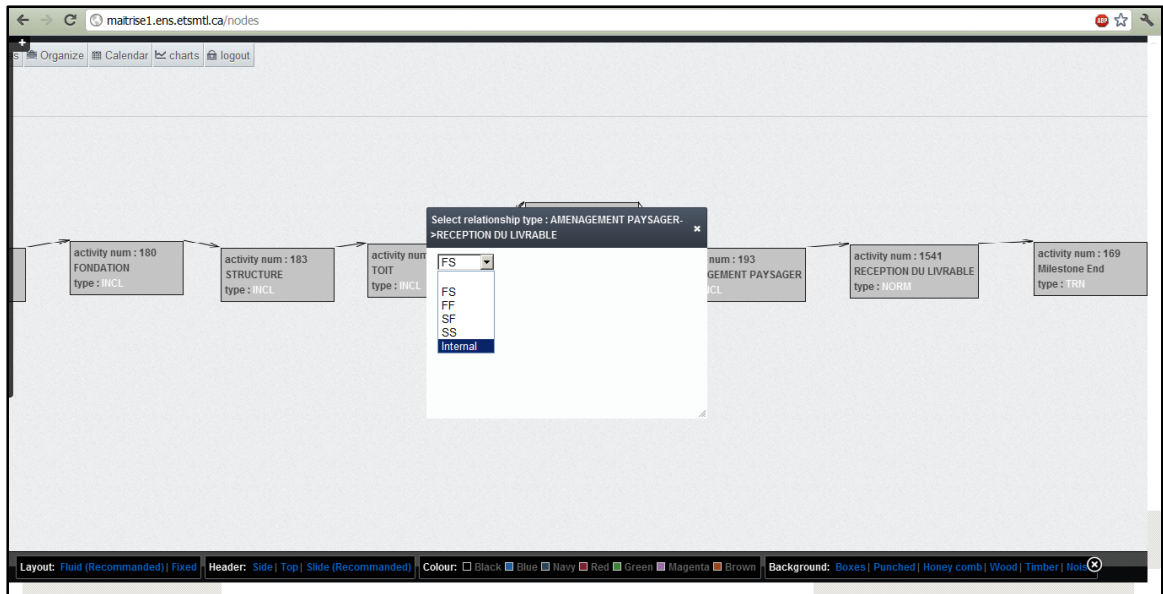 maitrise1.ens.etsmtl.ca/nodes
ABP
+
s Organize Calendar charts logout
activity num : 180
FONDATION
type : INCL
activity num : 183
STRUCTURE
type : INCL
activity num
TOIT
type : INCL
Select relationship type : AMENAGEMENT PAYSAGER-
>RECEPTION DU LIVRABLE
FS
FS
FF
SF
SS
Internal
num : 193
GEMENT PAYSAGER
CL
activity num : 1541
RECEPTION DU LIVRABLE
type : NORM
activity num : 169
Milestone End
type : TRN
Layout: Fluid (Recommanded) | Fixed Header: Side | Top | Slide (Recommanded) Colour: Black Blue Navy Red Green Magenta Brown Background: Boxes | Punched | Honey comb | Wood | Timber | Nois